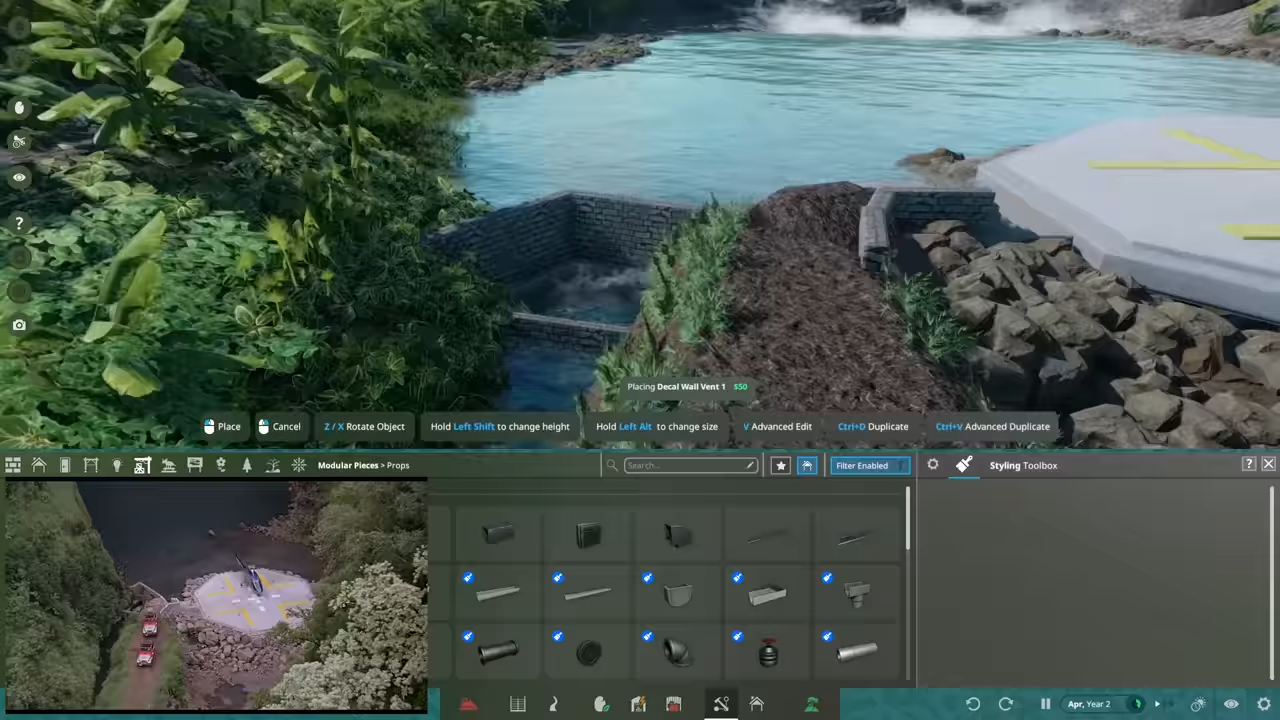 ?
Placing Decal Wall Vent 1 $50
Place
Cancel
Z / X Rotate Object
Hold Left Shift to change height
Hold Left Alt to change size
V Advanced Edit
Ctrl+D Duplicate
Ctrl+V Advanced Duplicate
Modular Pieces > Props
Search...
Filter Enabled
Styling Toolbox
?
Apr, Year 2